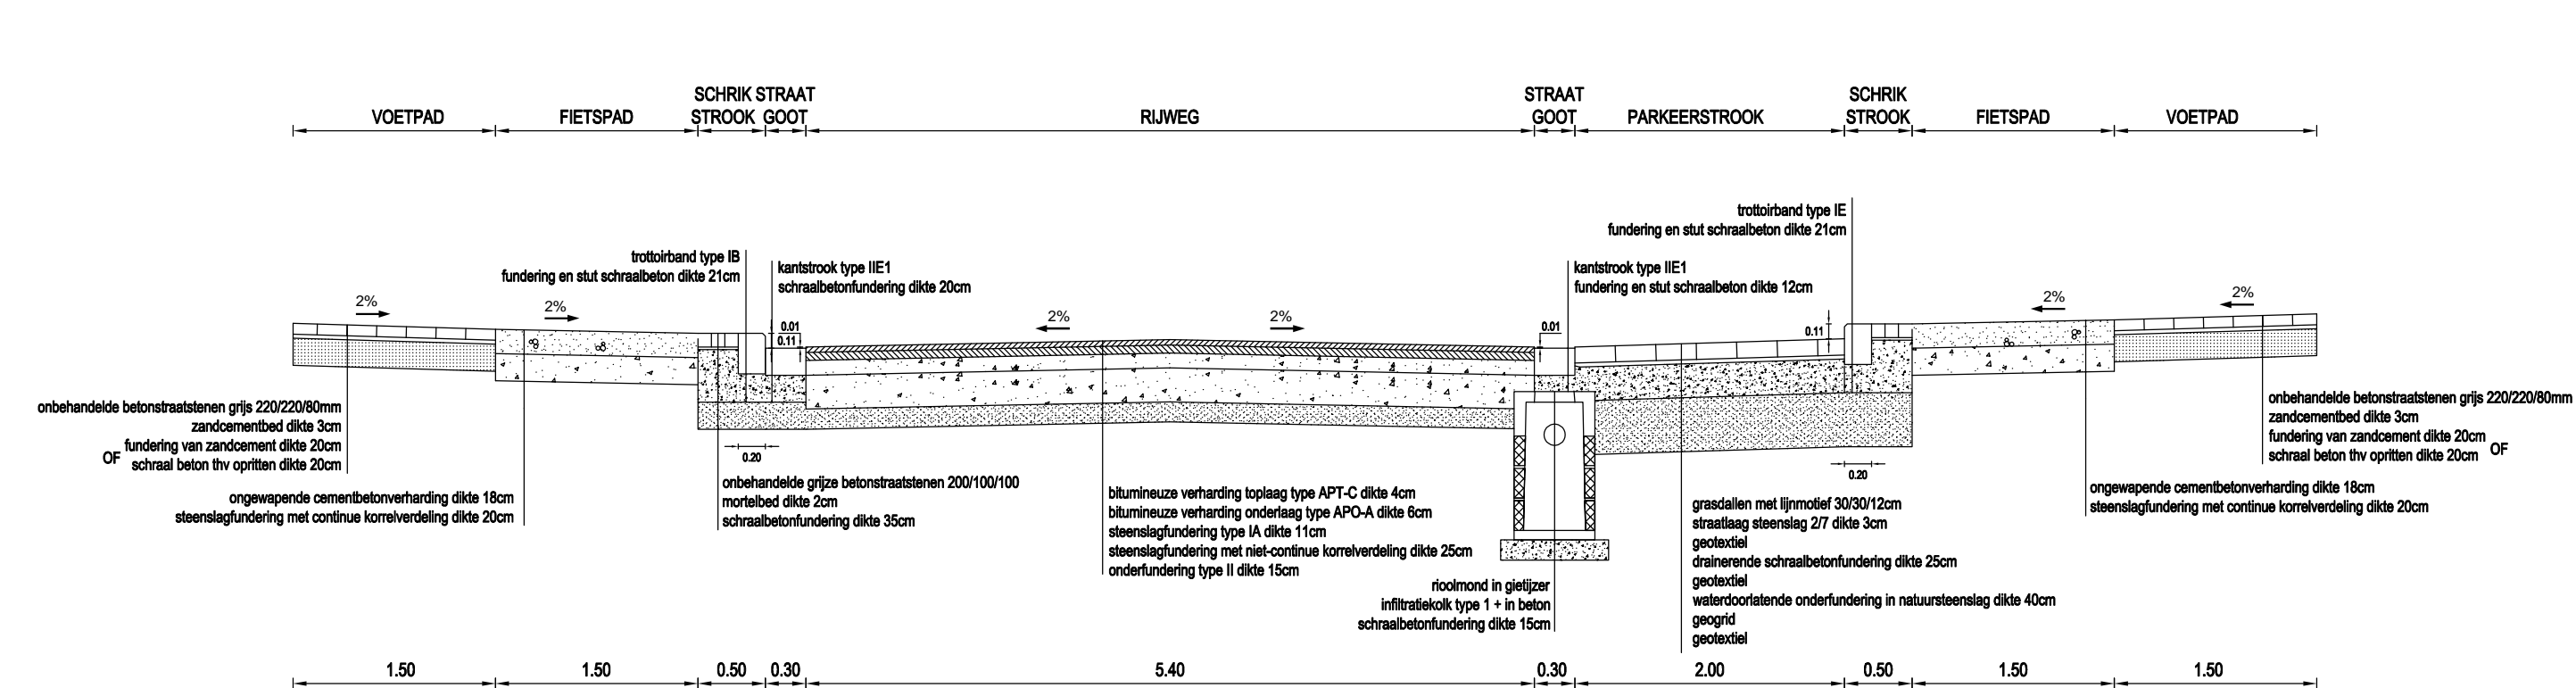 VOETPAD
FIETSPAD
SCHRIK
STROOK
STRAAT
GOOT
RIJWEG
STRAAT
GOOT
PARKEERSTROOK
SCHRIK
STROOK
FIETSPAD
VOETPAD
trottoirband type IE
fundering en stut schraalbeton dikte 21cm
trottoirband type IB
fundering en stut schraalbeton dikte 21cm
kantstrook type IIE1
schraalbetonfundering dikte 20cm
kantstrook type IIE1
fundering en stut schraalbeton dikte 12cm
2%
2%
2%
2%
2%
2%
0.01
0.11
0.01
0.11
onbehandelde betonstraatstenen grijs 220/220/80mm
zandcementbed dikte 3cm
fundering van zandcement dikte 20cm
OF
schraal beton thv opritten dikte 20cm
ongewapende cementbetonverharding dikte 18cm
steenslagfundering met continue korrelverdeling dikte 20cm
0.20
onbehandelde grijze betonstraatstenen 200/100/100
mortelbed dikte 2cm
schraalbetonfundering dikte 35cm
bitumineuze verharding toplaag type APT-C dikte 4cm
bitumineuze verharding onderlaag type APO-A dikte 6cm
steenslagfundering type IA dikte 11cm
steenslagfundering met niet-continue korrelverdeling dikte 25cm
onderfundering type II dikte 15cm
rioolmond in gietijzer
infiltratiekolk type 1 + in beton
schraalbetonfundering dikte 15cm
0.20
grasdallen met lijnmotief 30/30/12cm
straatlaag steenslag 2/7 dikte 3cm
geotextiel
drainerende schraalbetonfundering dikte 25cm
geotextiel
waterdoorlatende onderfundering in natuursteenslag dikte 40cm
geogrid
geotextiel
onbehandelde betonstraatstenen grijs 220/220/80mm
zandcementbed dikte 3cm
fundering van zandcement dikte 20cm
OF
schraal beton thv opritten dikte 20cm
ongewapende cementbetonverharding dikte 18cm
steenslagfundering met continue korrelverdeling dikte 20cm
1.50
1.50
0.50
0.30
5.40
0.30
2.00
0.50
1.50
1.50